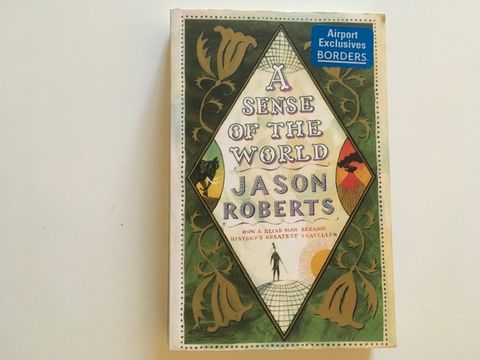 Airport
Exclusives
BORDERS.
A
SENSE
OF THE
WORLD
JASON
ROBERTS
HOW A BLIND MAN BECAME
HISTORY'S GREATEST TRAVELLER